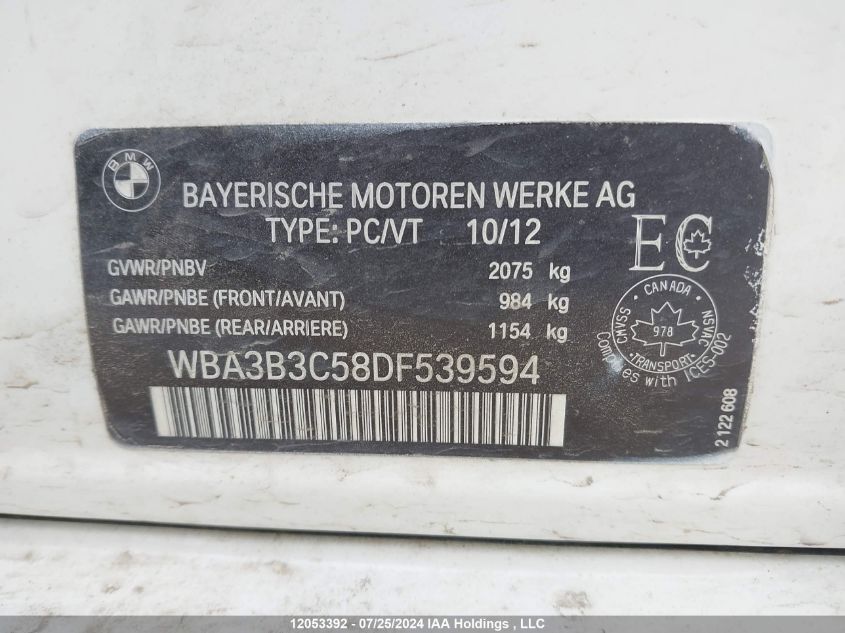 BMW
BAYERISCHE MOTOREN WERKE AG
TYPE: PC/VT 10/12
EC
GVWR/PNBV 2075 kg
GAWR/PNBE (FRONT/AVANT) 984 kg
GAWR/PNBE (REAR/ARRIERE) 1154 kg
CANADA
CMVSS NSVAC
978
TRANSPORT
Complies with ICES-002
WBA3B3C58DF539594
2 122 608
12053392 - 07/25/2024 IAA Holdings , LLC